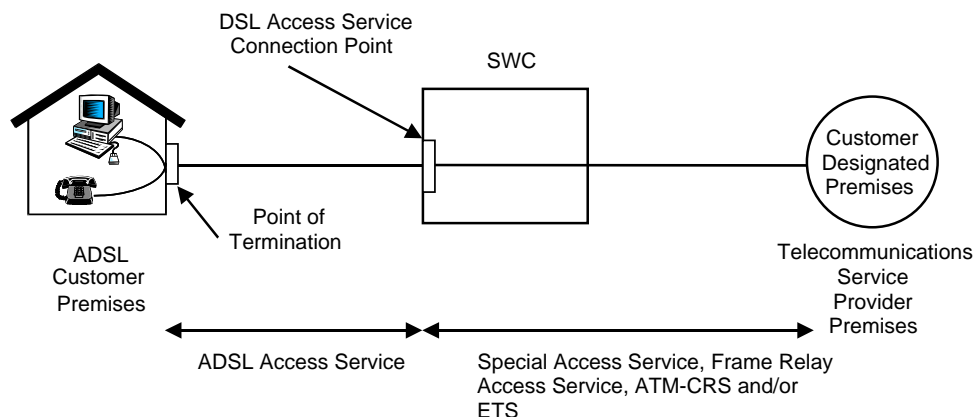 DSL Access Service
Connection Point
SWC
Customer
Designated
Premises
Point of
Termination
ADSL
Customer
Premises
Telecommunications
Service
Provider
Premises
ADSL Access Service
Special Access Service, Frame Relay
Access Service, ATM-CRS and/or
ETS